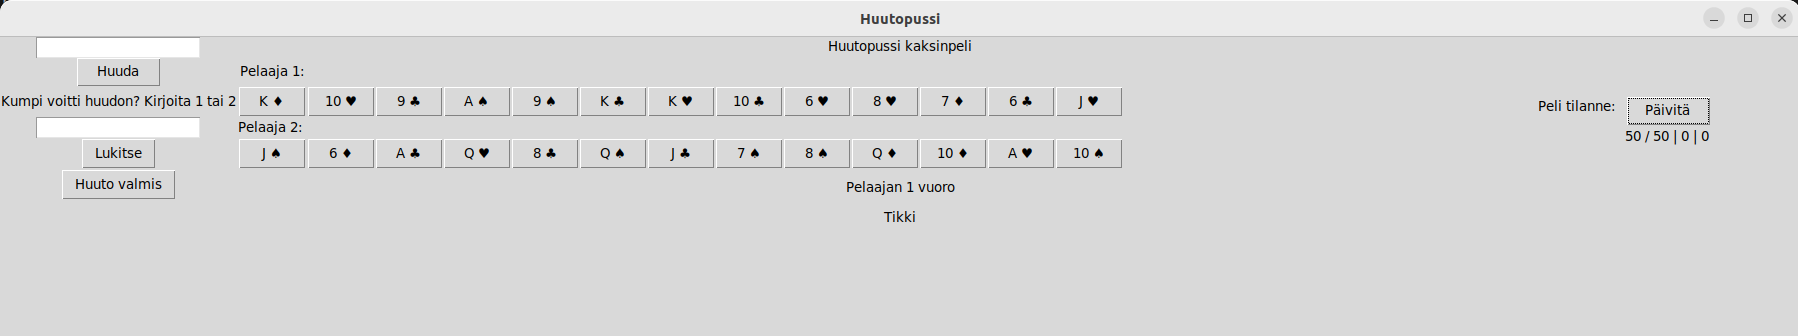 Huutopussi
Huutopussi kaksinpeli
Huuda
Pelaaja 1:
Kumpi voitti huudon? Kirjoita 1 tai 2
K ♦ 10 ♥ 9 ♣ A ♠ 9 ♠ K ♣ K ♥ 10 ♣ 6 ♥ 8 ♥ 7 ♦ 6 ♣ J ♥
Peli tilanne: Päivitä
Pelaaja 2:
50 / 50 | 0 | 0
Lukitse
J ♠ 6 ♦ A ♣ Q ♥ 8 ♣ Q ♠ J ♣ 7 ♠ 8 ♠ Q ♦ 10 ♦ A ♥ 10 ♠
Huuto valmis
Pelaajan 1 vuoro
Tikki